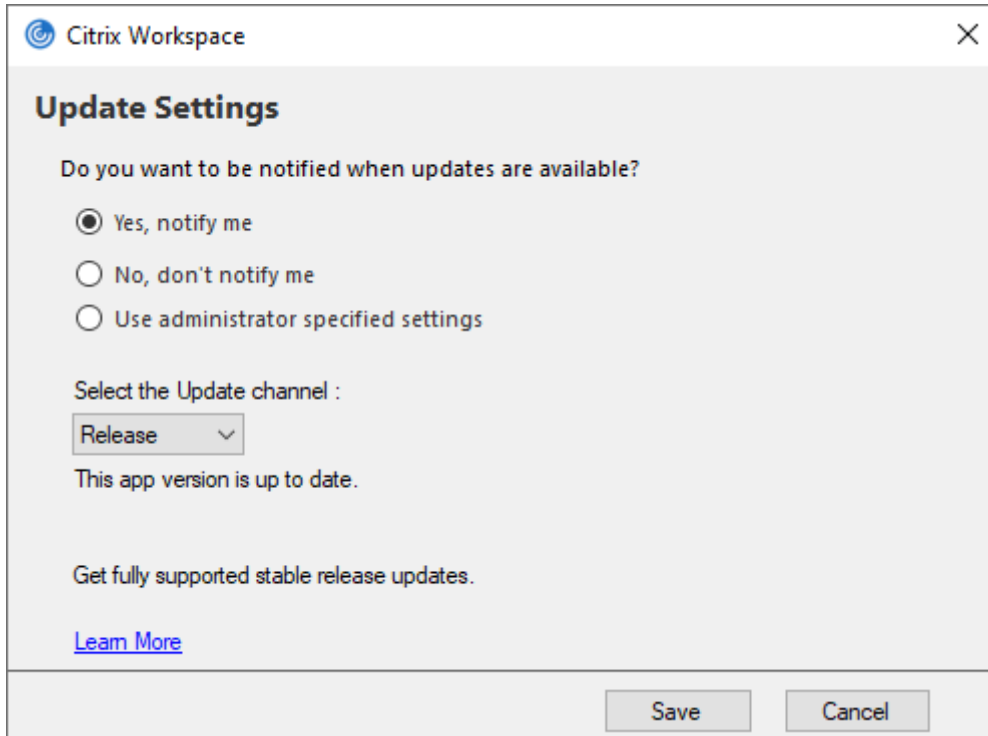 Citrix Workspace
Update Settings
Do you want to be notified when updates are available?
Yes, notify me
No, don't notify me
Use administrator specified settings
Select the Update channel :
Release
This app version is up to date.
Get fully supported stable release updates.
Learn More
Save Cancel